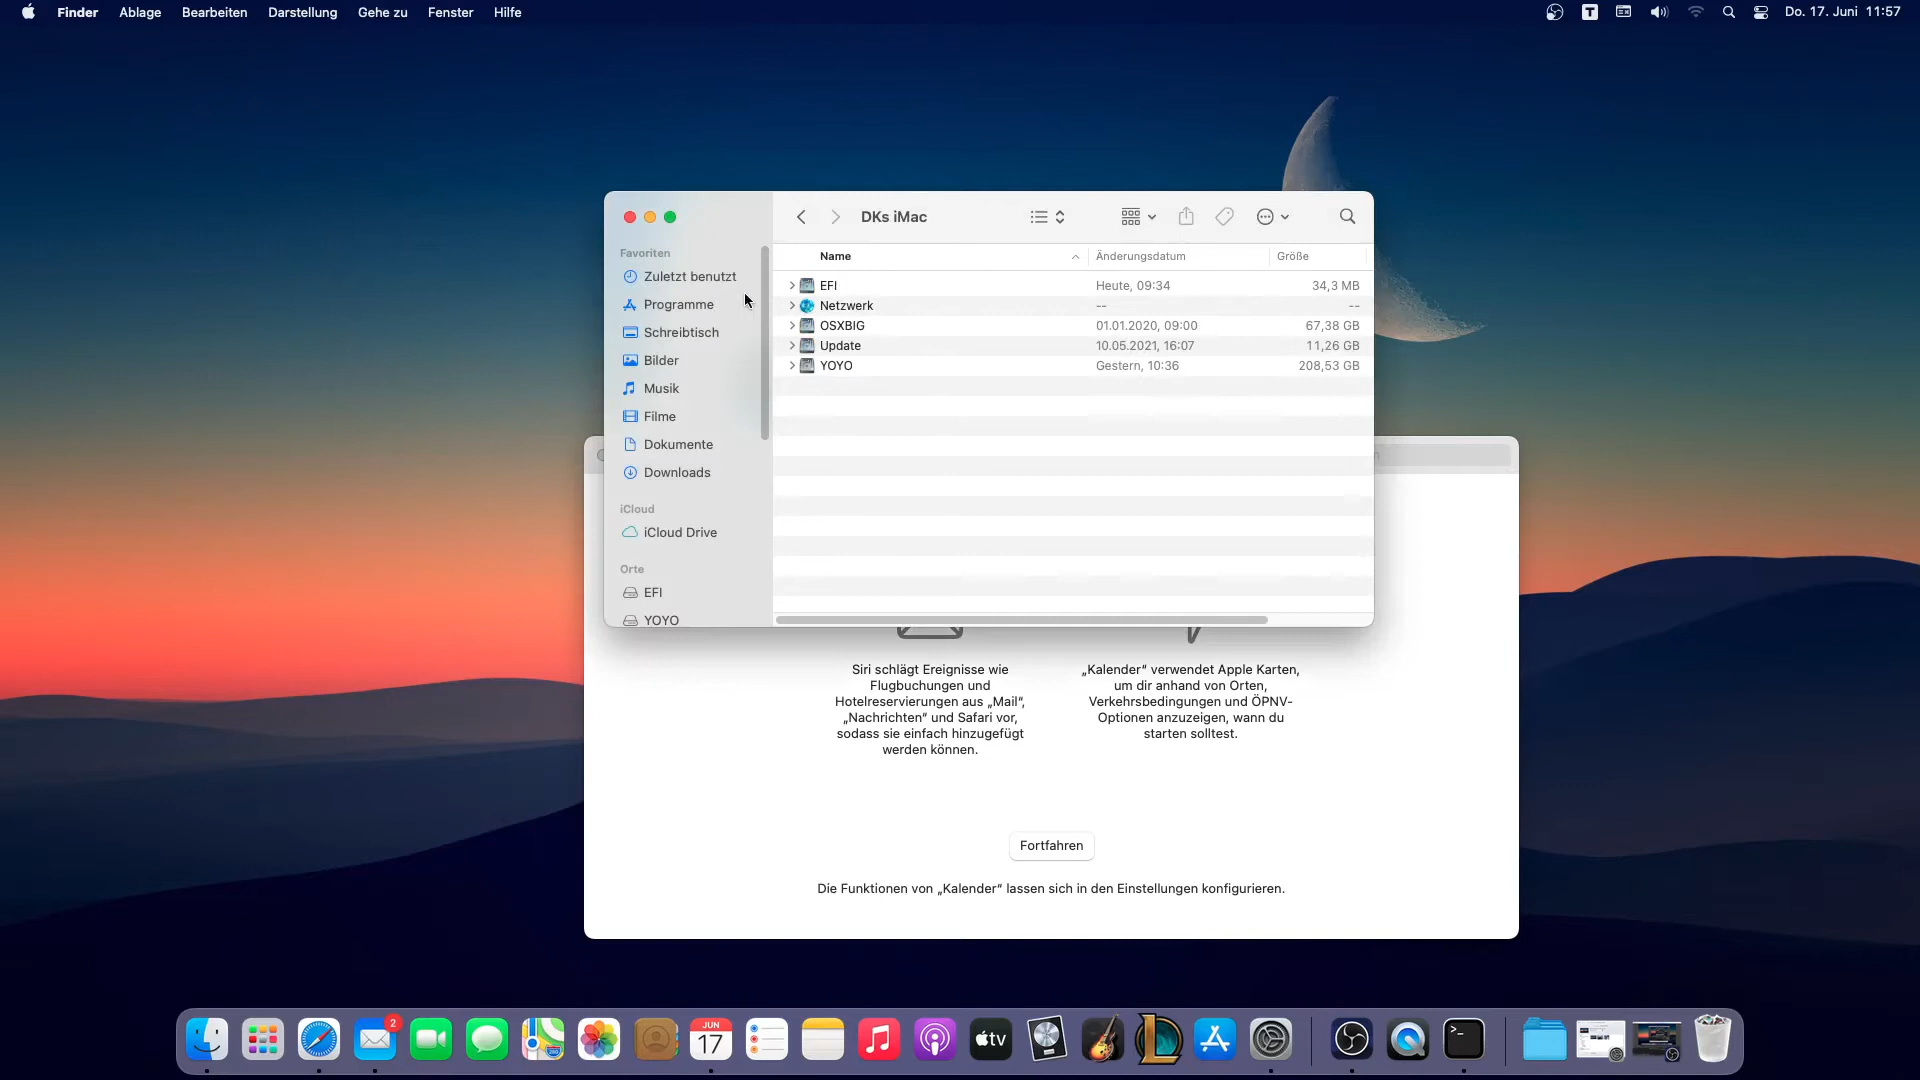 Finder Ablage Bearbeiten Darstellung Gehe zu Fenster Hilfe
T
Do. 17. Juni 11:57
DKs iMac
Favoriten
Zuletzt benutzt
Programme
Schreibtisch
Bilder
Musik
Filme
Dokumente
Downloads
iCloud
iCloud Drive
Orte
EFI
YOYO
Name Änderungsdatum Größe
EFI Heute, 09:34 34,3 MB
Netzwerk -- --
OSXBIG 01.01.2020, 09:00 67,38 GB
Update 10.05.2021, 16:07 11,26 GB
YOYO Gestern, 10:36 208,53 GB
Siri schlägt Ereignisse wie
Flugbuchungen und
Hotelreservierungen aus „Mail“,
„Nachrichten“ und Safari vor,
sodass sie einfach hinzugefügt
werden können.
„Kalender“ verwendet Apple Karten,
um dir anhand von Orten,
Verkehrsbedingungen und ÖPNV-
Optionen anzuzeigen, wann du
starten solltest.
Fortfahren
Die Funktionen von „Kalender“ lassen sich in den Einstellungen konfigurieren.
2
280
JUN
17
tv
L
>_